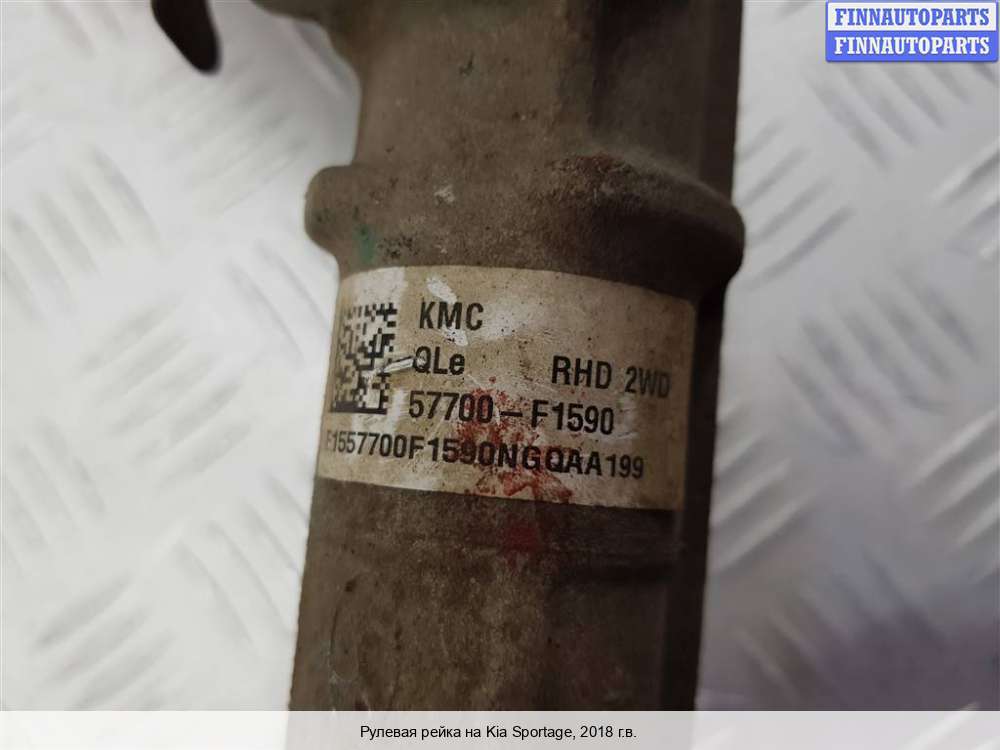 FINNAUTOPARTS
FINNAUTOPARTS
KMC
QLe RHD 2WD
57700-F1590
F1557700F1590NGQAA199
Рулевая рейка на Kia Sportage, 2018 г.в.